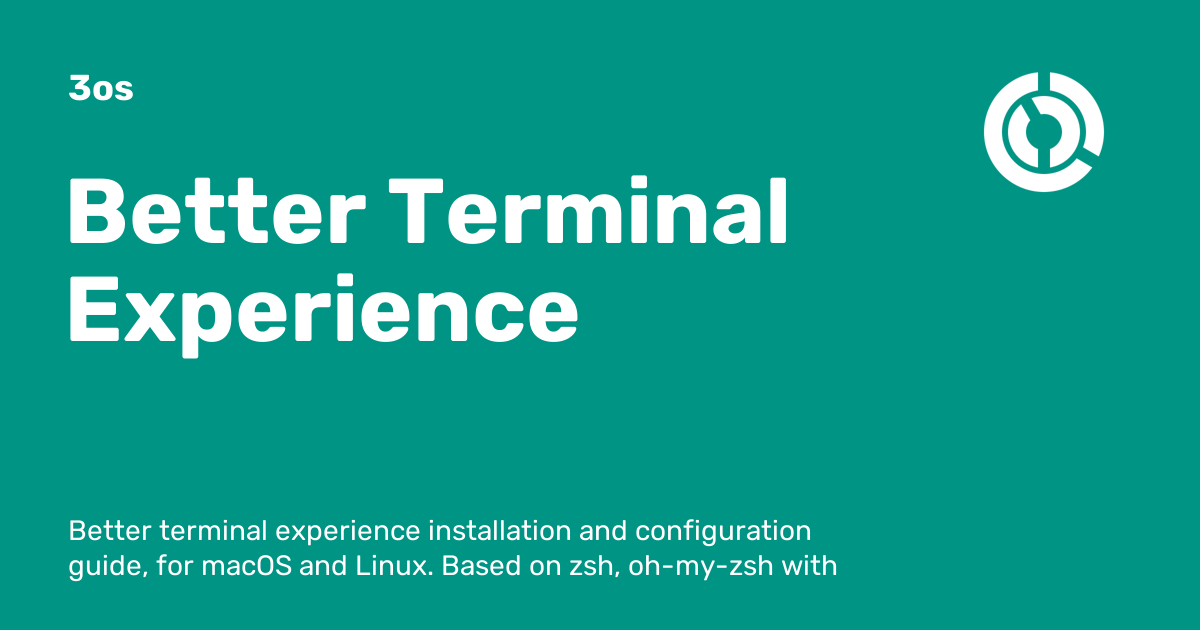 3os
Better Terminal
Experience
Better terminal experience installation and configuration
guide, for macOS and Linux. Based on zsh, oh-my-zsh with